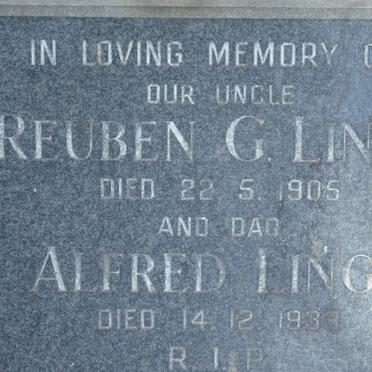 IN LOVING MEMORY O
OUR UNCLE
REUBEN G. LIN
DIED 22 5. 1905
AND DAD
ALFRED LING
DIED 14. 12. 1933
R. I. P.